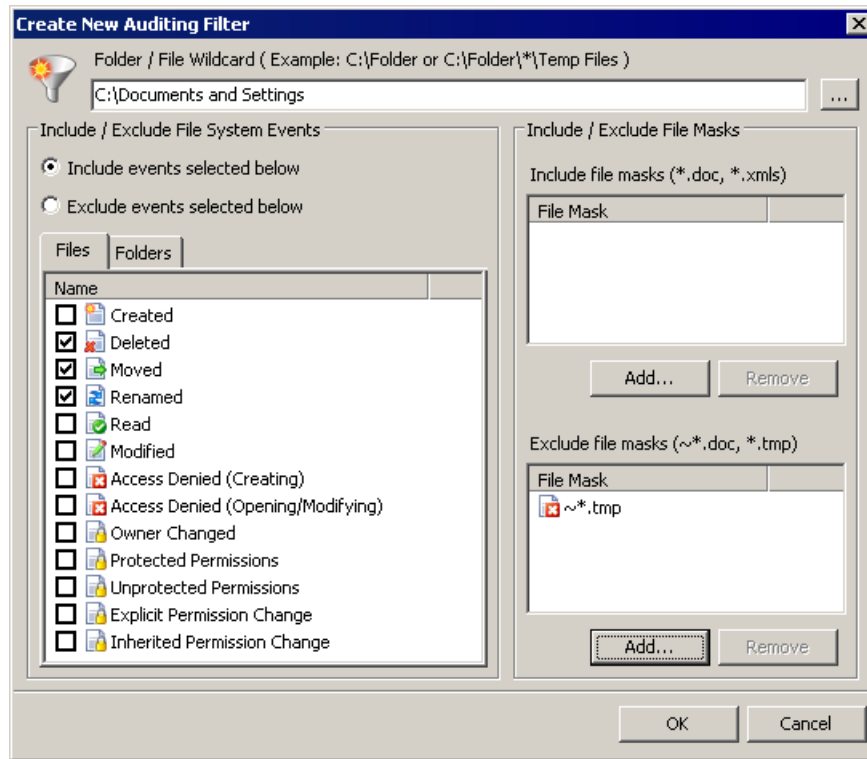 Create New Auditing Filter
Folder / File Wildcard ( Example: C:\Folder or C:\Folder\*\Temp Files )
C:\Documents and Settings
...
Include / Exclude File System Events
Include events selected below
Exclude events selected below
Files
Folders
Name
Created
Deleted
Moved
Renamed
Read
Modified
Access Denied (Creating)
Access Denied (Opening/Modifying)
Owner Changed
Protected Permissions
Unprotected Permissions
Explicit Permission Change
Inherited Permission Change
Include / Exclude File Masks
Include file masks (*.doc, *.xmls)
File Mask
Add...
Remove
Exclude file masks (~*.doc, *.tmp)
File Mask
~*.tmp
Add...
Remove
OK
Cancel